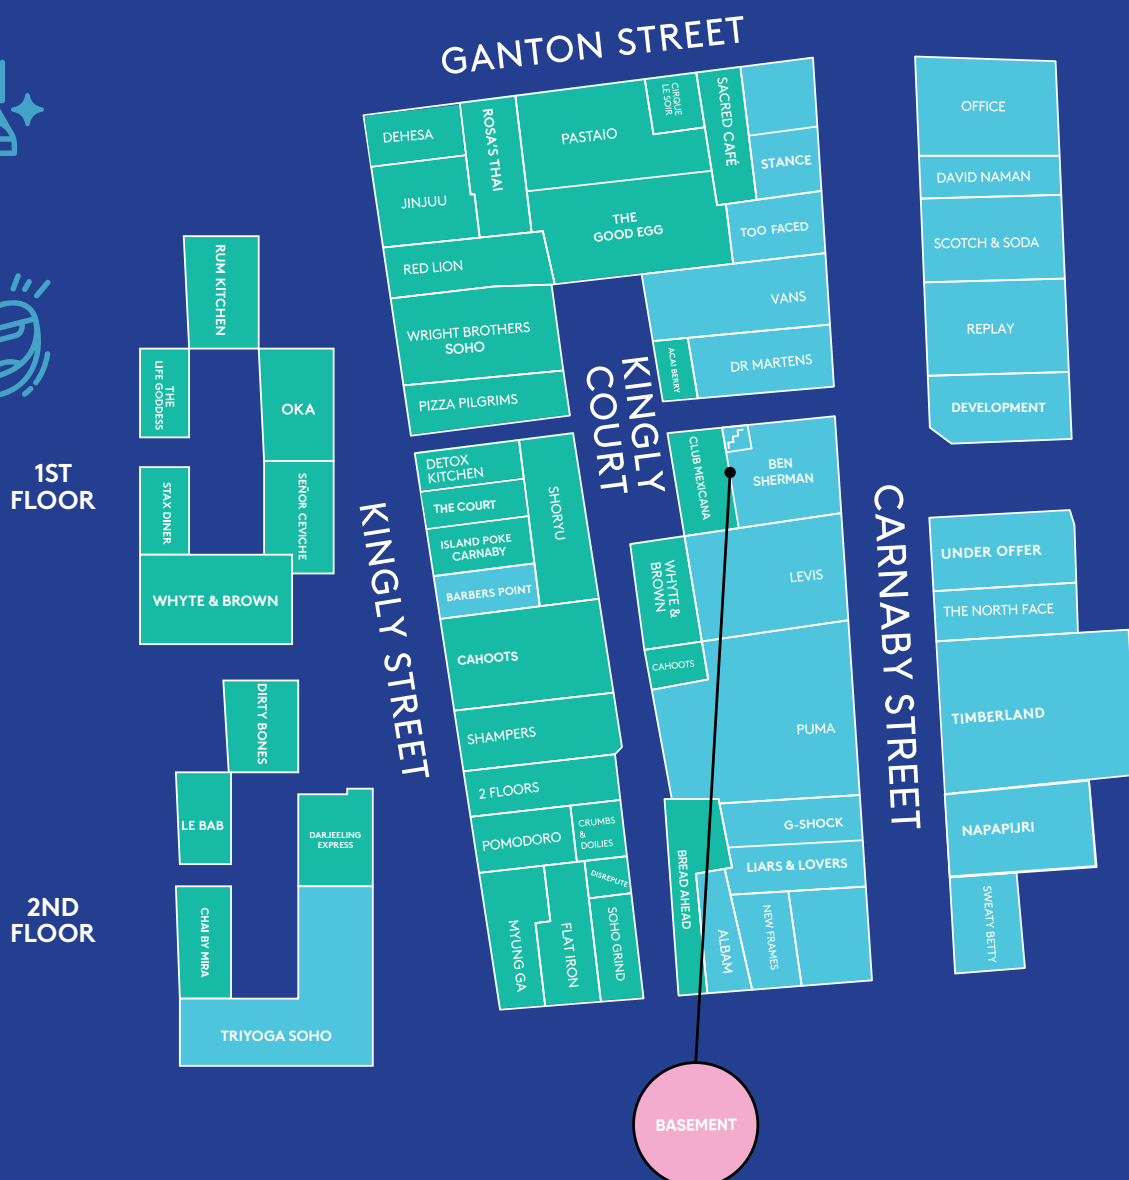 GANTON STREET
DEHESA
ROSA'S THAI
PASTAIO
CIRQUE
LE SOIR
SACRED CAFÉ
STANCE
JINJUU
THE
GOOD EGG
TOO FACED
RED LION
VANS
WRIGHT BROTHERS
SOHO
ACAI BERRY
DR MARTENS
PIZZA PILGRIMS
OFFICE
DAVID NAMAN
SCOTCH & SODA
REPLAY
DEVELOPMENT
KINGLY
COURT
1ST
FLOOR
RUM KITCHEN
THE
LIFE GODDESS
OKA
STAX DINER
SEÑOR CEVICHE
WHYTE & BROWN
KINGLY STREET
DETOX
KITCHEN
THE COURT
ISLAND POKE
CARNABY
BARBERS POINT
SHORYU
CAHOOTS
SHAMPERS
2 FLOORS
POMODORO
CRUMBS
&
DOILIES
DISREPUTE
MYUNG GA
FLAT IRON
SOHO GRIND
CLUB MEXICANA
BEN
SHERMAN
WHYTE &
BROWN
LEVIS
CAHOOTS
PUMA
G-SHOCK
LIARS & LOVERS
BREAD AHEAD
ALBAM
NEW FRAMES
CARNABY STREET
UNDER OFFER
THE NORTH FACE
TIMBERLAND
NAPAPIJRI
SWEATY BETTY
2ND
FLOOR
DIRTY BONES
LE BAB
DARJEELING
EXPRESS
CHAI BY MIRA
TRIYOGA SOHO
BASEMENT